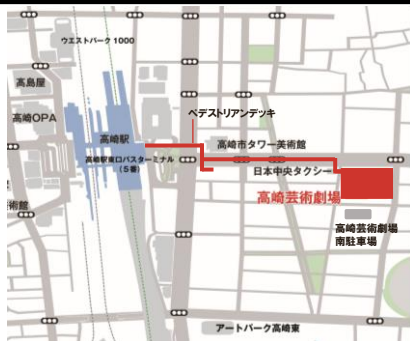 ウエストパーク 1000
高島屋
高崎OPA
高崎駅
ペデストリアンデッキ
高崎駅東口バスターミナル
(5番)
高崎市タワー美術館
日本中央タクシー
高崎芸術劇場
術館
高崎芸術劇場
南駐車場
アートパーク高崎東